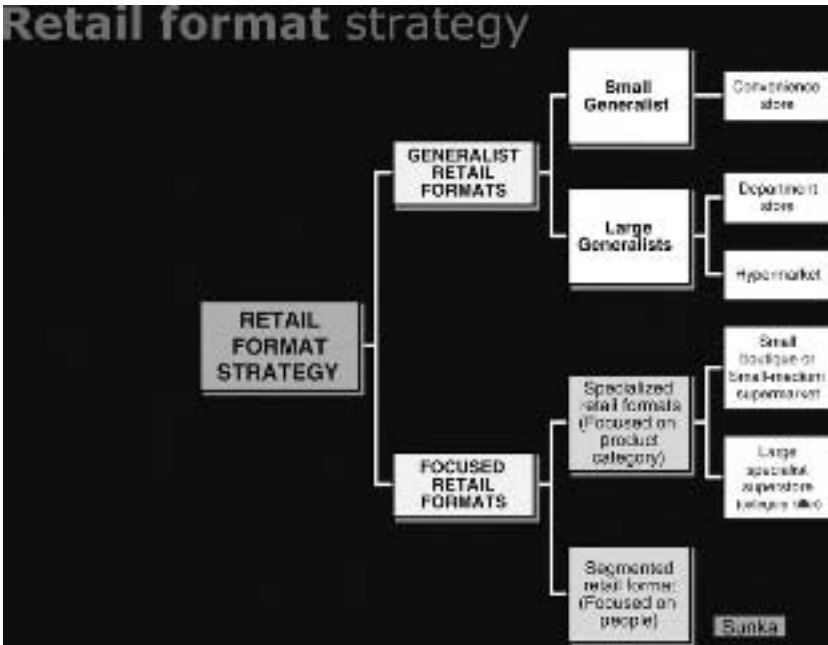 Retail format strategy
Small
Generalist
Convenience
store
GENERALIST
RETAIL
FORMATS
Department
store
Large
Generalists
Hypermarket
RETAIL
FORMAT
STRATEGY
Small
boutique or
Small-medium
supermarket
Specialized
retail formats
(Focused on
product
category)
FOCUSED
RETAIL
FORMATS
Large
specialist
superstore
(category killer)
Segmented
retail format
(Focused on
people)
Sunka